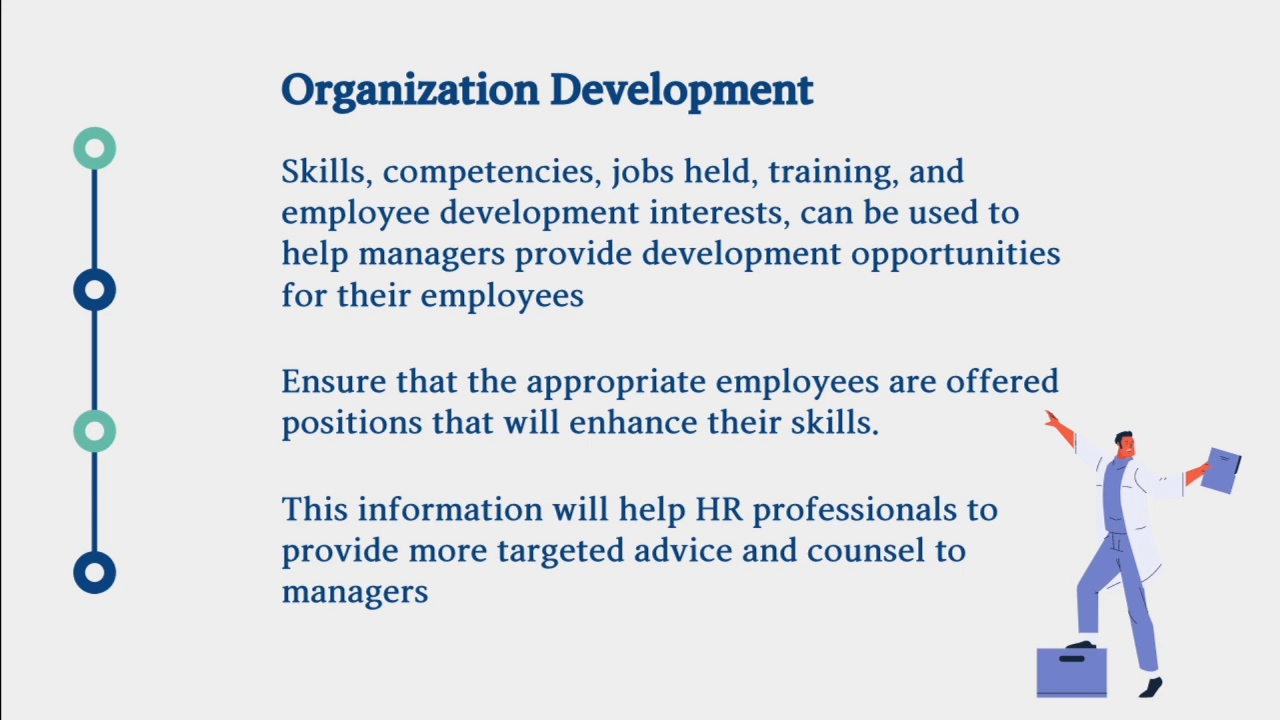 Organization Development
Skills, competencies, jobs held, training, and
employee development interests, can be used to
help managers provide development opportunities
for their employees
Ensure that the appropriate employees are offered
positions that will enhance their skills.
This information will help HR professionals to
provide more targeted advice and counsel to
managers